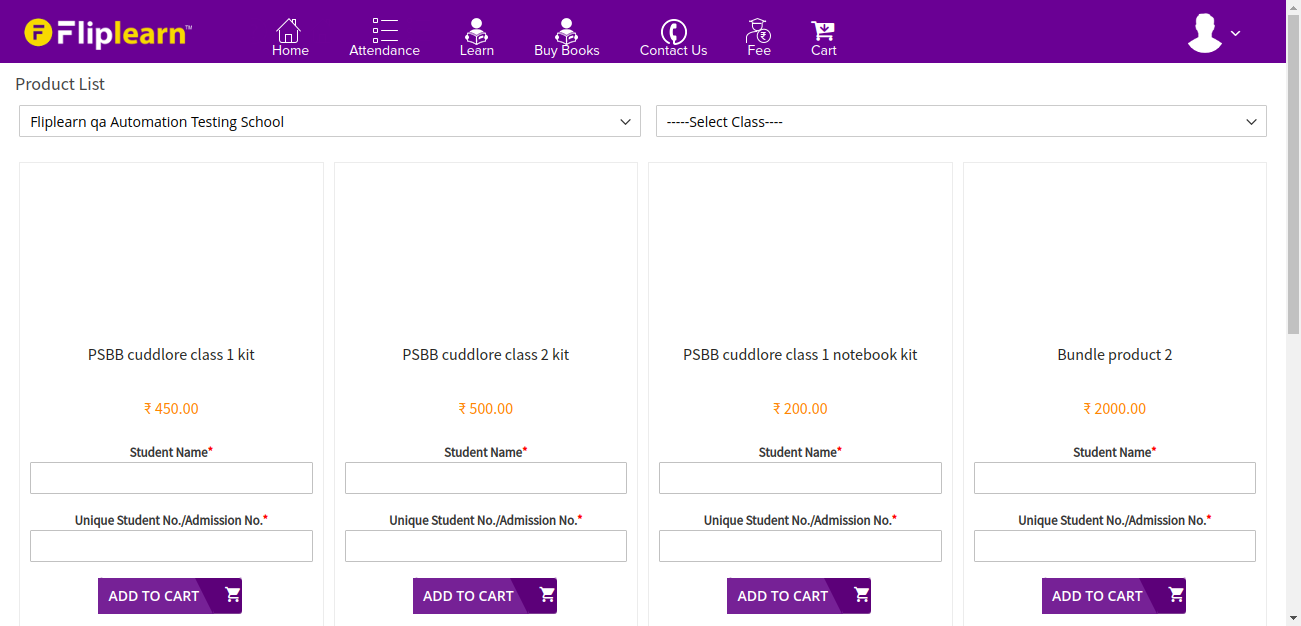 Fliplearn™
Home Attendance Learn Buy Books Contact Us Fee Cart
Product List
Fliplearn qa Automation Testing School -----Select Class----
PSBB cuddlore class 1 kit PSBB cuddlore class 2 kit PSBB cuddlore class 1 notebook kit Bundle product 2
₹ 450.00 ₹ 500.00 ₹ 200.00 ₹ 2000.00
Student Name* Student Name* Student Name* Student Name*
Unique Student No./Admission No.* Unique Student No./Admission No.* Unique Student No./Admission No.* Unique Student No./Admission No.*
ADD TO CART ADD TO CART ADD TO CART ADD TO CART